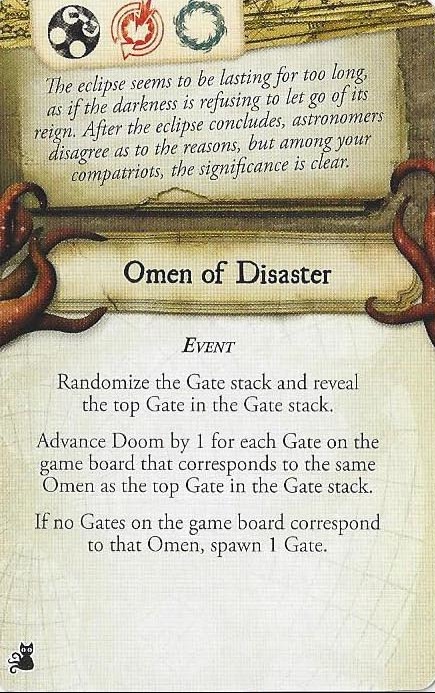 The eclipse seems to be lasting for too long,
as if the darkness is refusing to let go of its
reign. After the eclipse concludes, astronomers
disagree as to the reasons, but among your
compatriots, the significance is clear.
Omen of Disaster
Event
Randomize the Gate stack and reveal
the top Gate in the Gate stack.
Advance Doom by 1 for each Gate on the
game board that corresponds to the same
Omen as the top Gate in the Gate stack.
If no Gates on the game board correspond
to that Omen, spawn 1 Gate.